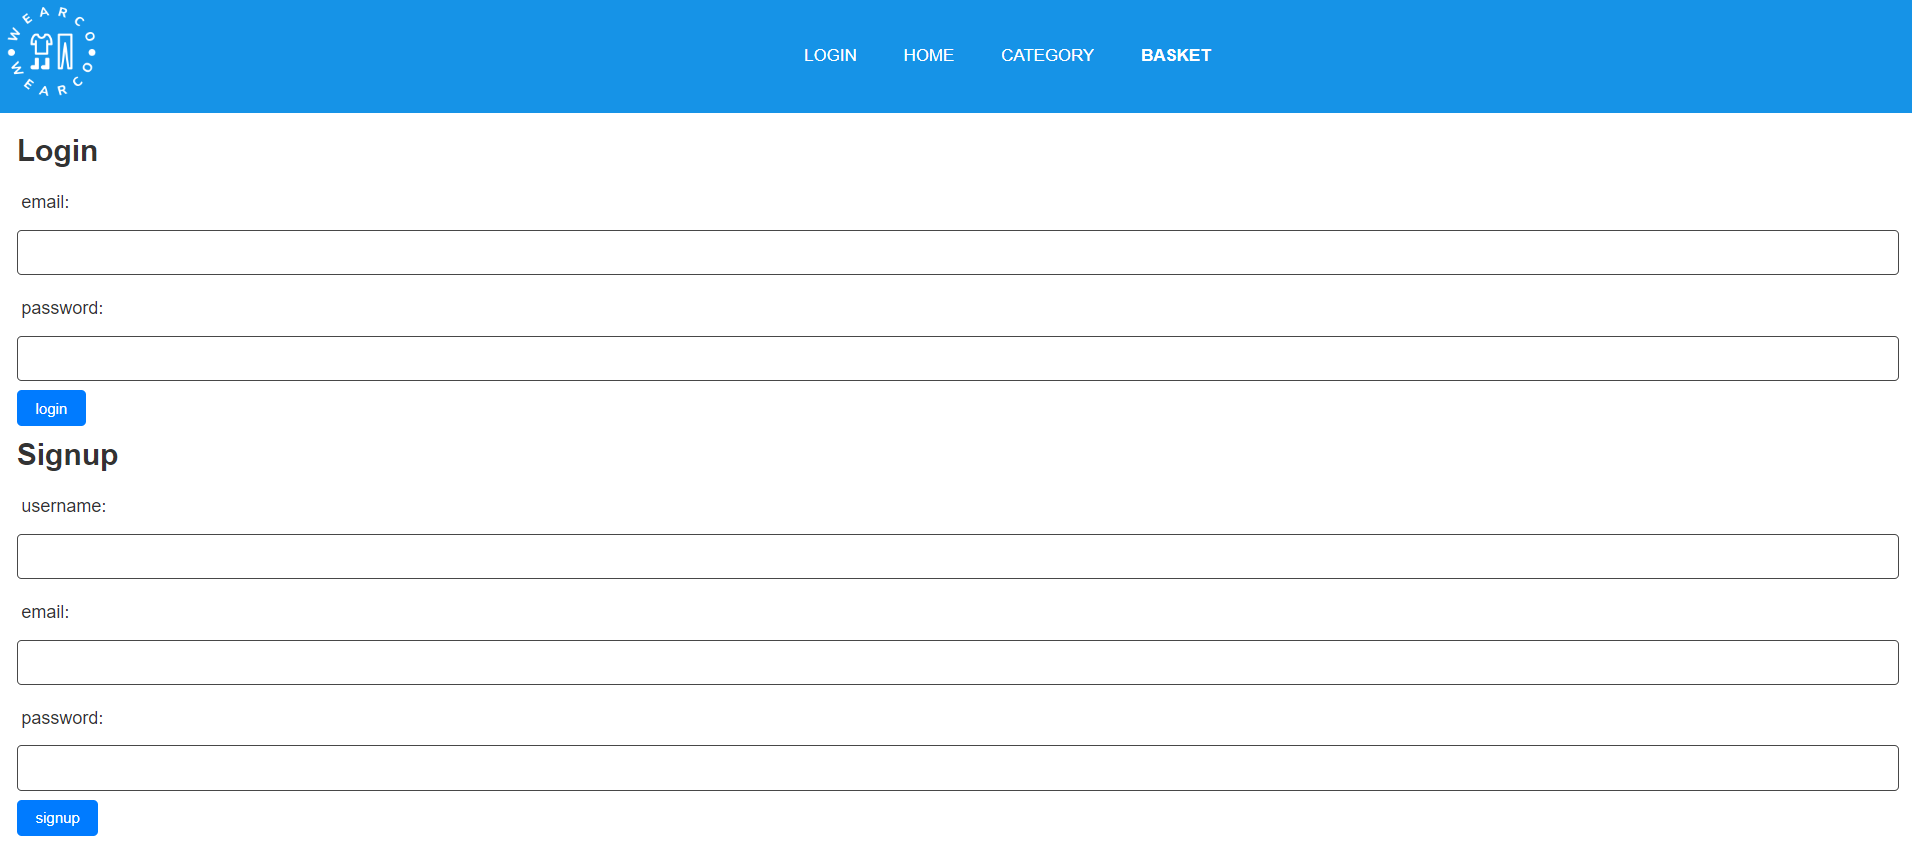 WEARCO
WEARCO
LOGIN HOME CATEGORY BASKET
Login
email:
password:
login
Signup
username:
email:
password:
signup